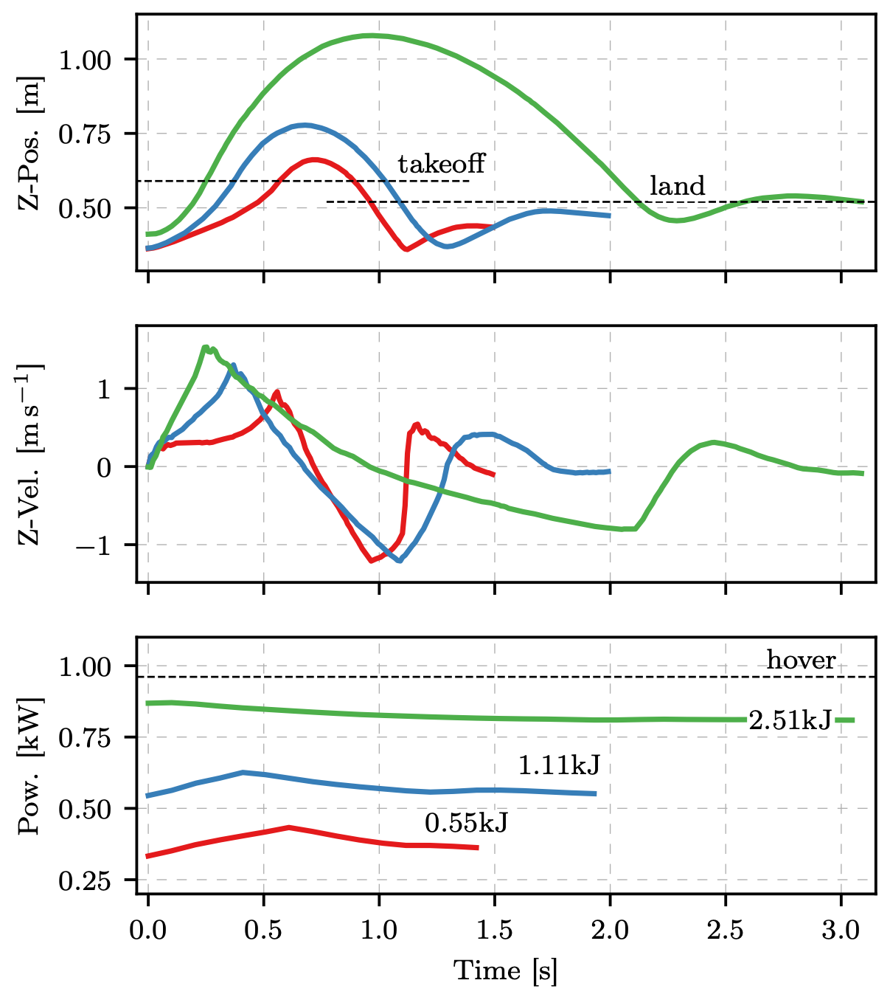 Z-Pos. [m]
1.00
0.75
0.50
takeoff
land
Z-Vel. [m s⁻¹]
1
0
−1
Pow. [kW]
1.00
0.75
0.50
0.25
hover
2.51kJ
1.11kJ
0.55kJ
0.0 0.5 1.0 1.5 2.0 2.5 3.0
Time [s]